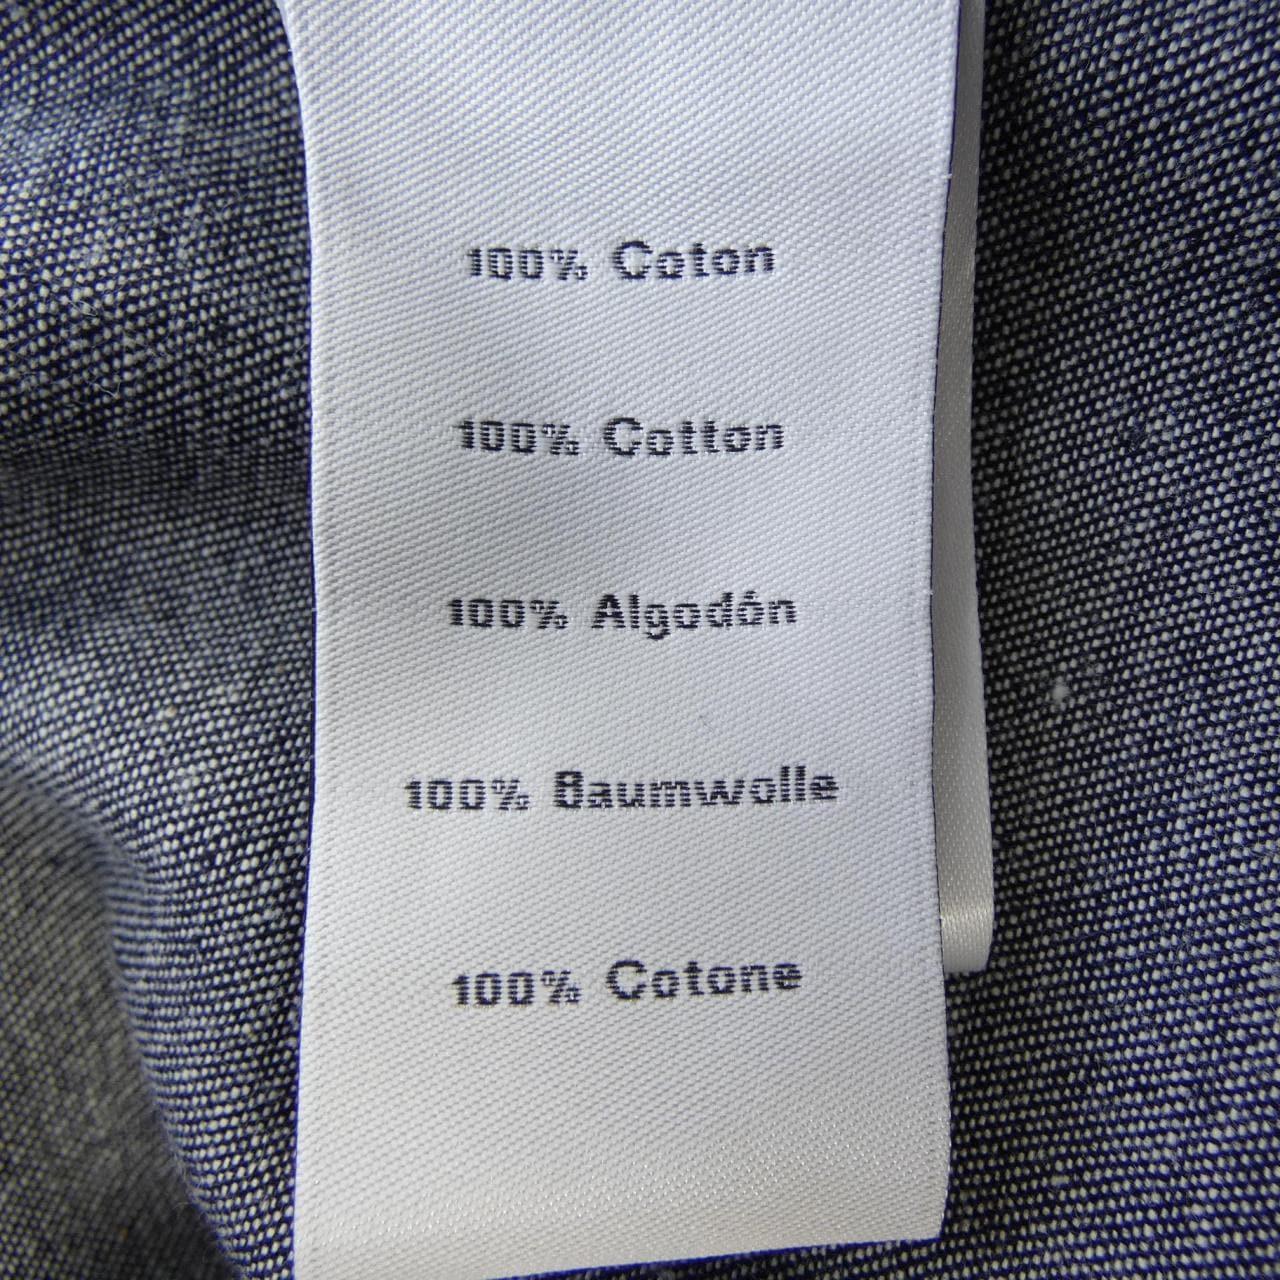 100% Coton
100% Cotton
100% Algodón
100% Baumwolle
100% Cotone